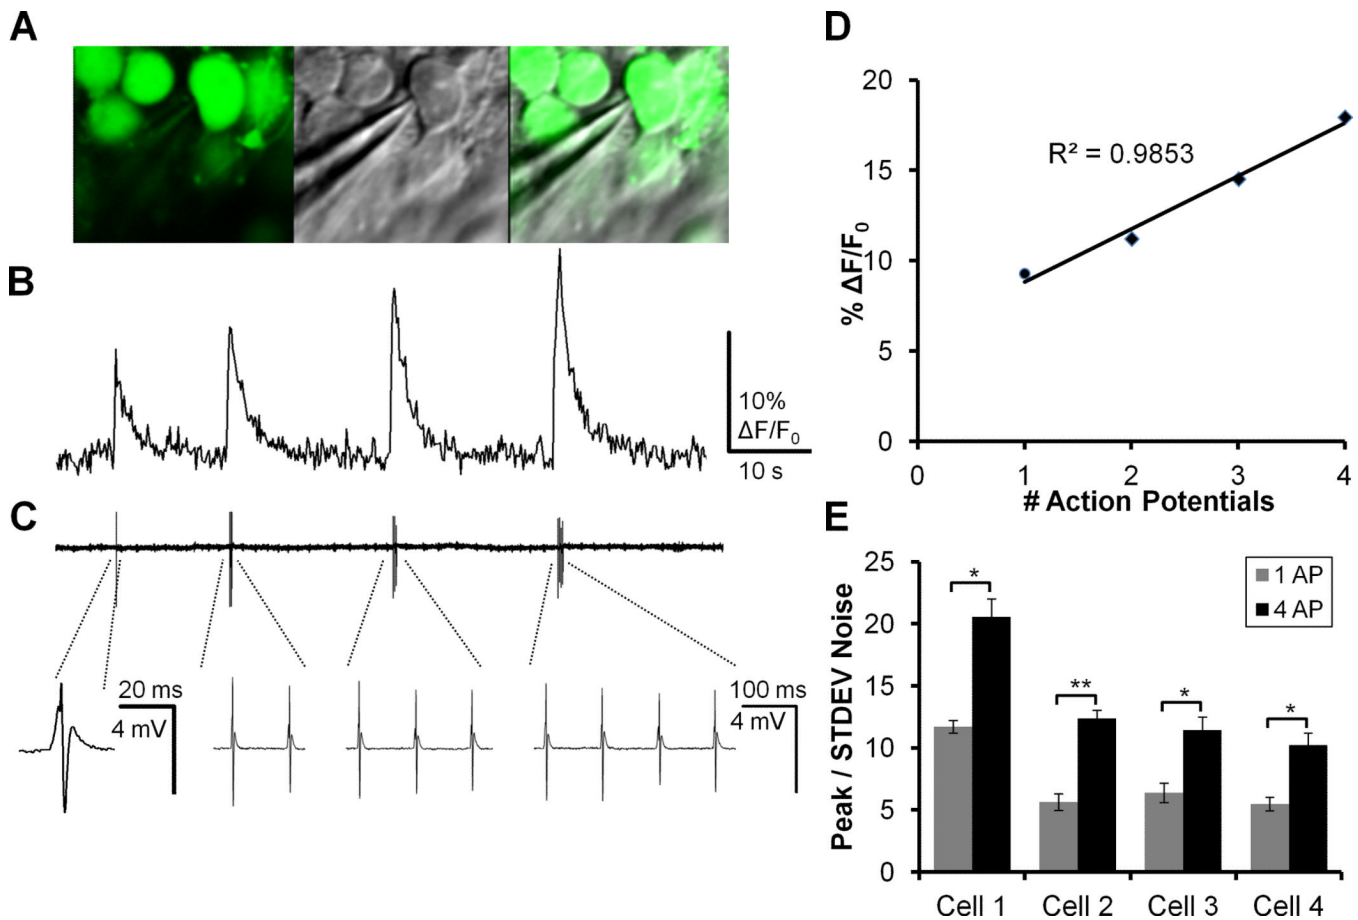 A
B
10%
ΔF/F₀
10 s
C
20 ms
4 mV
100 ms
4 mV
D
20
15
10
5
0
% ΔF/F₀
R² = 0.9853
0 1 2 3 4
# Action Potentials
E
25
20
15
10
5
0
Peak / STDEV Noise
1 AP
4 AP
*
**
*
*
Cell 1 Cell 2 Cell 3 Cell 4